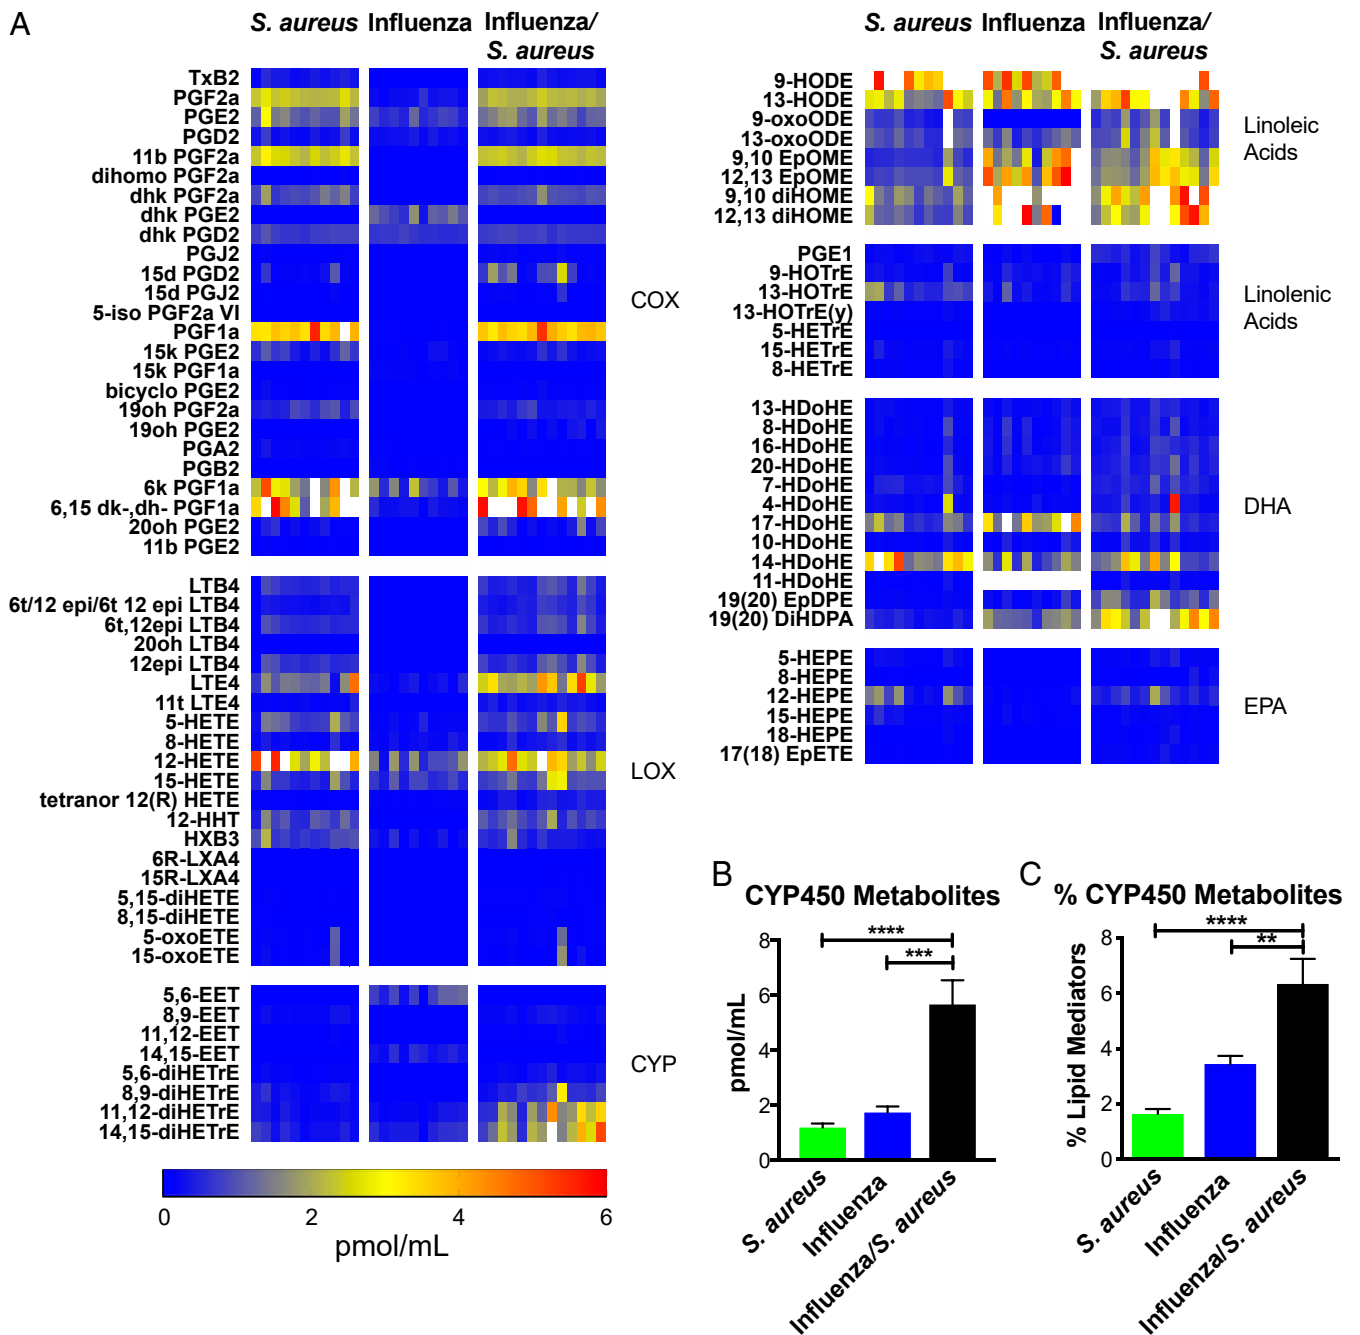 A
S. aureus Influenza Influenza/
S. aureus
TxB2
PGF2a
PGE2
PGD2
11b PGF2a
dihomo PGF2a
dhk PGF2a
dhk PGE2
dhk PGD2
PGJ2
15d PGD2
15d PGJ2
5-iso PGF2a VI
PGF1a
15k PGE2
15k PGF1a
bicyclo PGE2
19oh PGF2a
19oh PGE2
PGA2
PGB2
6k PGF1a
6,15 dk-,dh- PGF1a
20oh PGE2
11b PGE2
COX
LTB4
6t/12 epi/6t 12 epi LTB4
6t,12epi LTB4
20oh LTB4
12epi LTB4
LTE4
11t LTE4
5-HETE
8-HETE
12-HETE
15-HETE
tetranor 12(R) HETE
12-HHT
HXB3
6R-LXA4
15R-LXA4
5,15-diHETE
8,15-diHETE
5-oxoETE
15-oxoETE
LOX
5,6-EET
8,9-EET
11,12-EET
14,15-EET
5,6-diHETrE
8,9-diHETrE
11,12-diHETrE
14,15-diHETrE
CYP
0 2 4 6
pmol/mL
S. aureus Influenza Influenza/
S. aureus
9-HODE
13-HODE
9-oxoODE
13-oxoODE
9,10 EpOME
12,13 EpOME
9,10 diHOME
12,13 diHOME
Linoleic
Acids
PGE1
9-HOTrE
13-HOTrE
13-HOTrE(y)
5-HETrE
15-HETrE
8-HETrE
Linolenic
Acids
13-HDoHE
8-HDoHE
16-HDoHE
20-HDoHE
7-HDoHE
4-HDoHE
17-HDoHE
10-HDoHE
14-HDoHE
11-HDoHE
19(20) EpDPE
19(20) DiHDPA
DHA
5-HEPE
8-HEPE
12-HEPE
15-HEPE
18-HEPE
17(18) EpETE
EPA
B
CYP450 Metabolites
****
***
8
6
4
2
0
pmol/mL
S. aureus
Influenza
Influenza/S. aureus
C
% CYP450 Metabolites
****
**
8
6
4
2
0
% Lipid Mediators
S. aureus
Influenza
Influenza/S. aureus